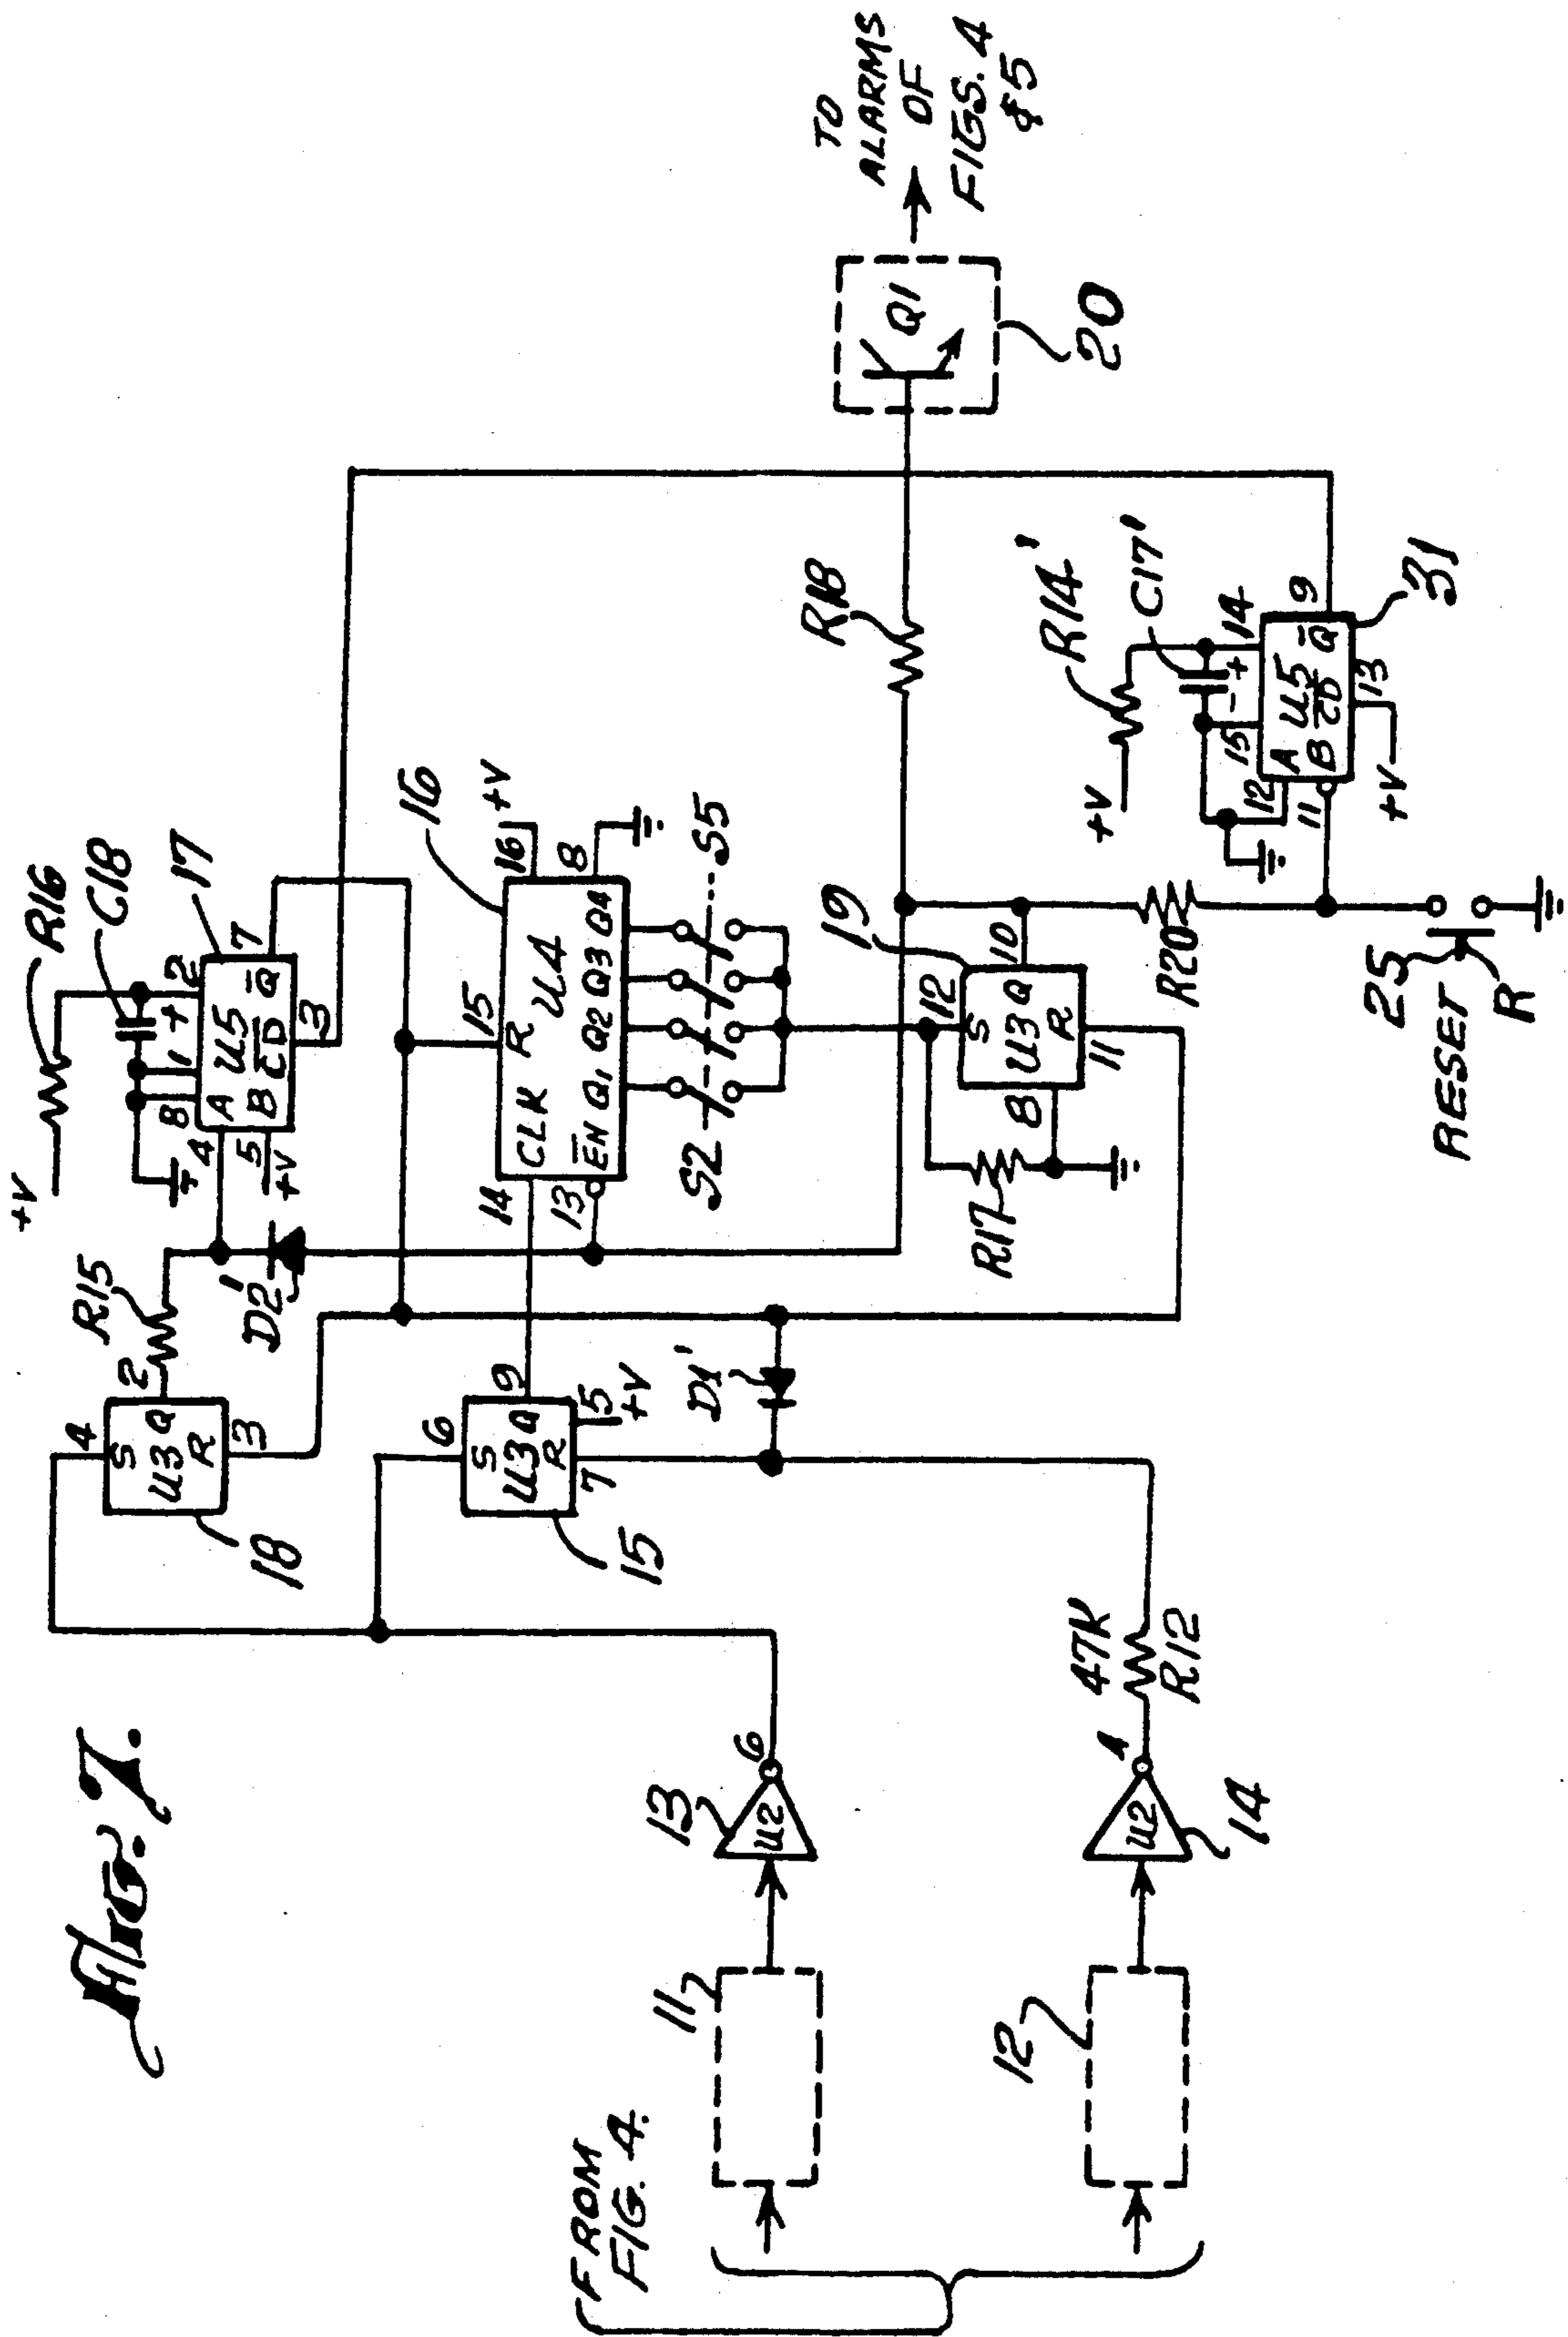 Fig. 7.
FROM
FIG. 4.
11
12
13
U2
6
14
U2
4
47K
R12
18
4
S
U3
Q
R
2
3
R15
15
6
S
U3
Q
R
9
5
+V
7
D1'
D2'
+V
R16
C18
17
8
1
+
2
4
A
U5
Q̅
7
B
C̅D̅
5
+V
3
16
15
R
14
CLK
U4
16
+V
8
13
E̅N̅
Q1
Q2
Q3
Q4
S2
S5
19
12
S
U3
Q
10
8
R
11
R17
R18
R20
Q1
20
TO
ALARMS
OF
FIGS. 4
& 5
+V
R14'
C17'
15
-
+
14
12
A
U5
Q̅
9
11
B
C̅D̅
13
+V
31
25
RESET
R